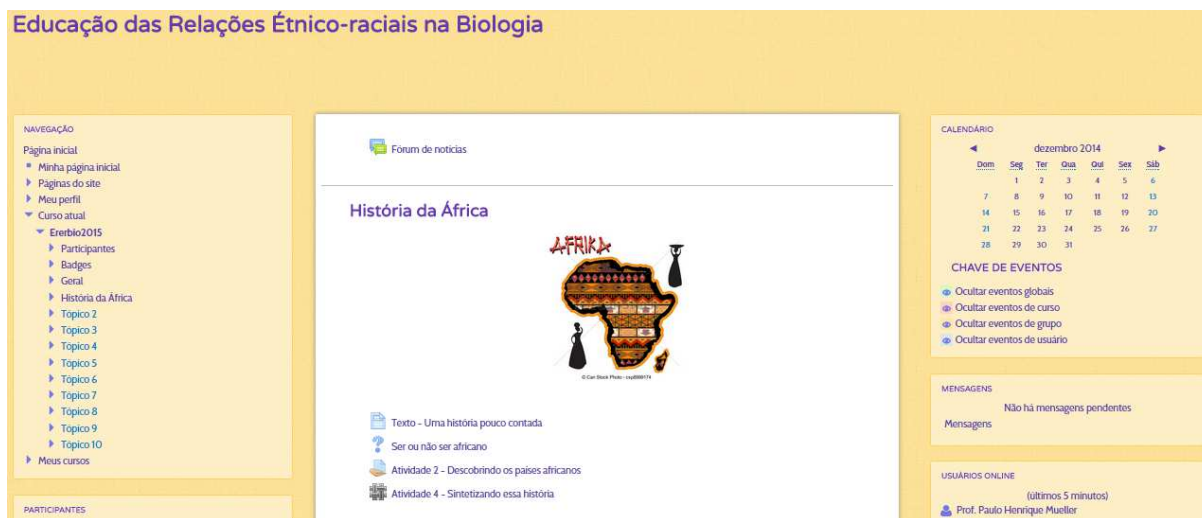 Educação das Relações Étnico-raciais na Biologia
NAVEGAÇÃO
Página inicial
Minha página inicial
Páginas do site
Meu perfil
Curso atual
Ererbio2015
Participantes
Badges
Geral
História da África
Tópico 2
Tópico 3
Tópico 4
Tópico 5
Tópico 6
Tópico 7
Tópico 8
Tópico 9
Tópico 10
Meus cursos
PARTICIPANTES
Fórum de notícias
História da África
AFRIKA
© Can Stock Photo - csp8888174
Texto - Uma história pouco contada
Ser ou não ser africano
Atividade 2 - Descobrindo os países africanos
Atividade 4 - Sintetizando essa história
CALENDÁRIO
dezembro 2014
Dom Seg Ter Qua Qui Sex Sáb
1 2 3 4 5 6
7 8 9 10 11 12 13
14 15 16 17 18 19 20
21 22 23 24 25 26 27
28 29 30 31
CHAVE DE EVENTOS
Ocultar eventos globais
Ocultar eventos de curso
Ocultar eventos de grupo
Ocultar eventos de usuário
MENSAGENS
Não há mensagens pendentes
Mensagens
USUÁRIOS ONLINE
(últimos 5 minutos)
Prof. Paulo Henrique Mueller